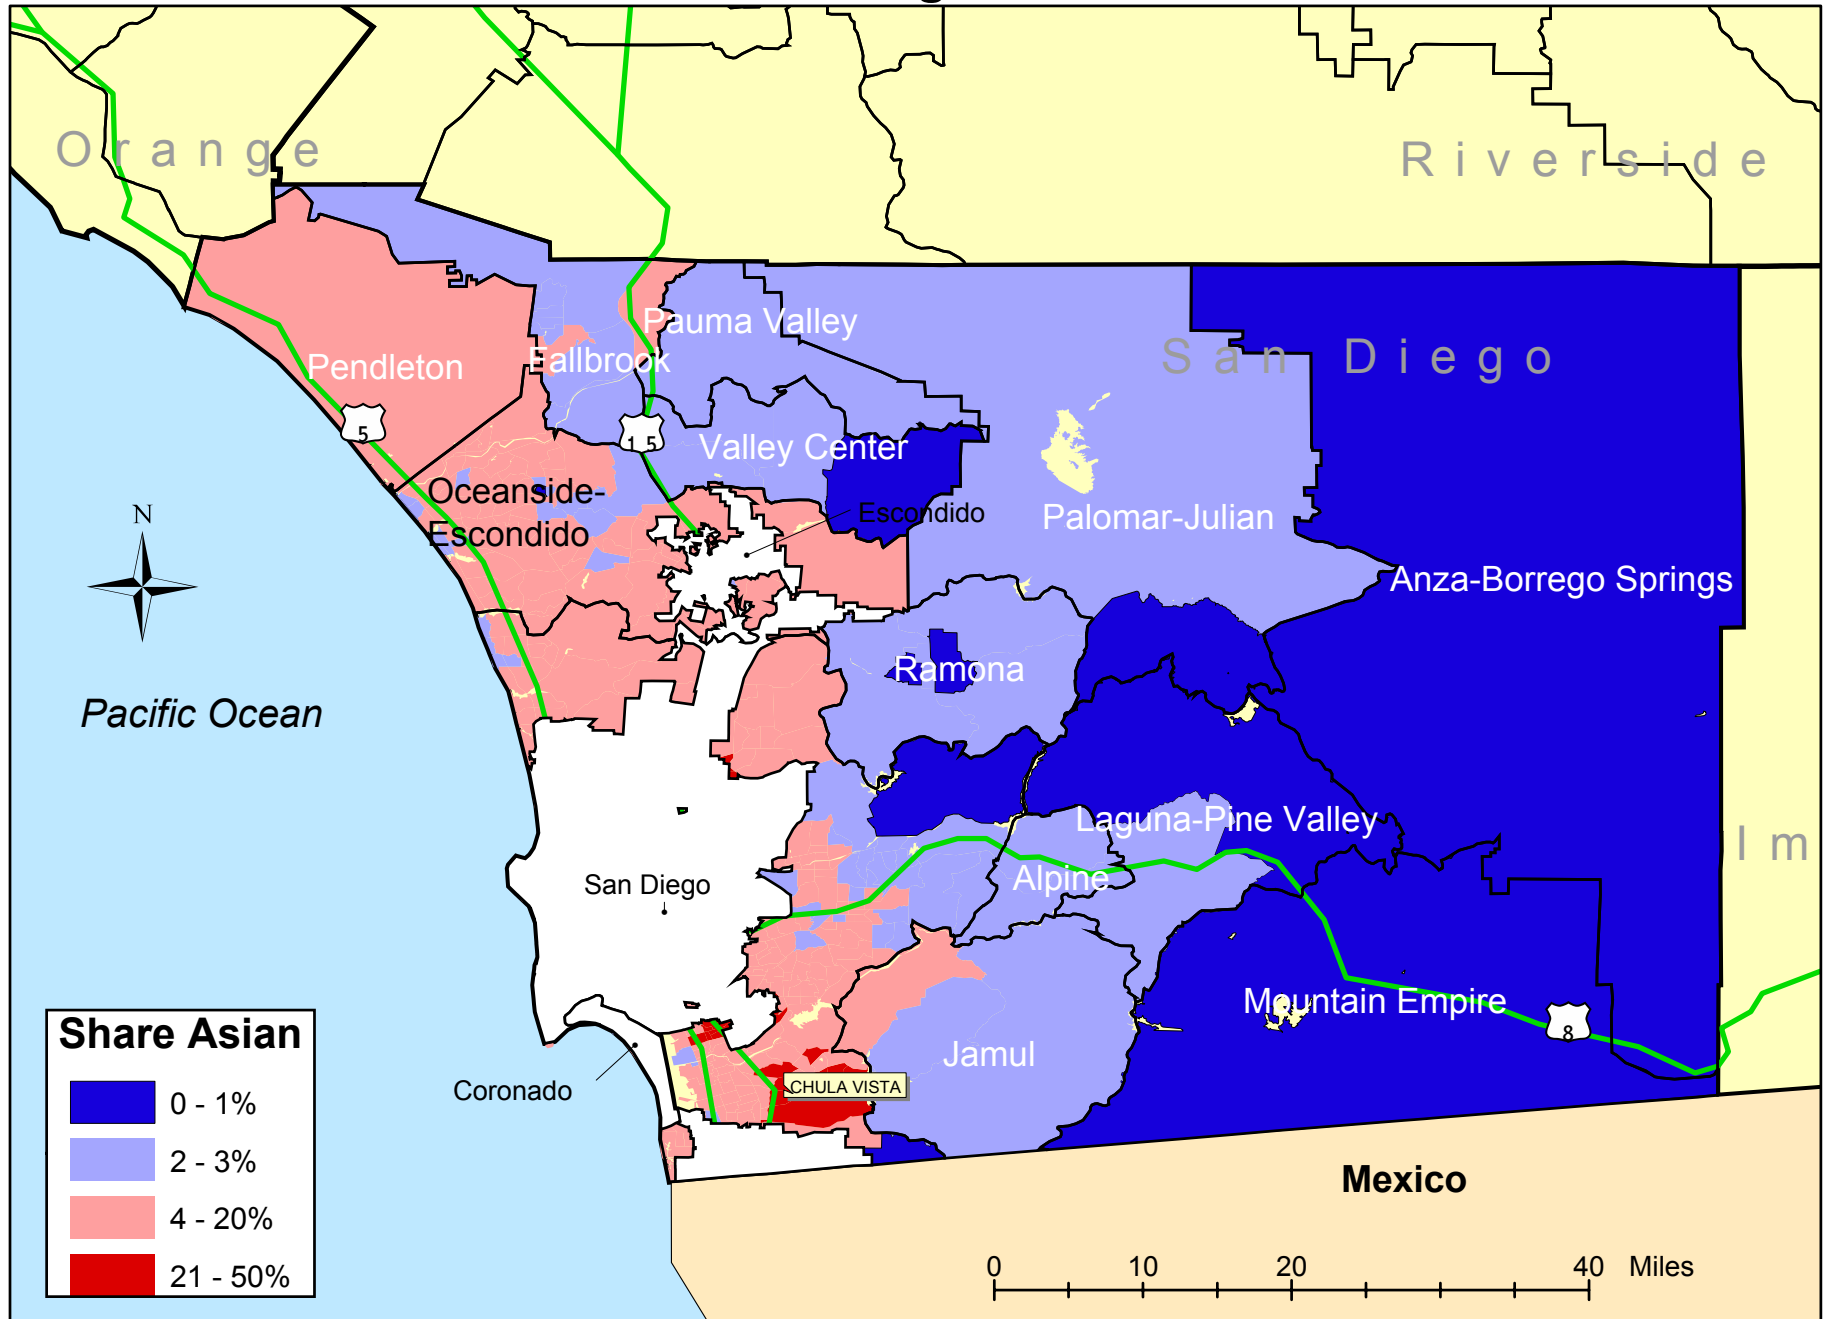 Orange
Riverside
Pauma Valley
San Diego
Fallbrook
Pendleton
5
15
Valley Center
Oceanside-
Escondido
Escondido
N
Palomar-Julian
Anza-Borrego Springs
Ramona
Pacific Ocean
Laguna-Pine Valley
Im
San Diego
Alpine
Mountain Empire
8
Share Asian
Jamul
Coronado
CHULA VISTA
0 - 1%
2 - 3%
4 - 20%
21 - 50%
Mexico
0 10 20 40 Miles